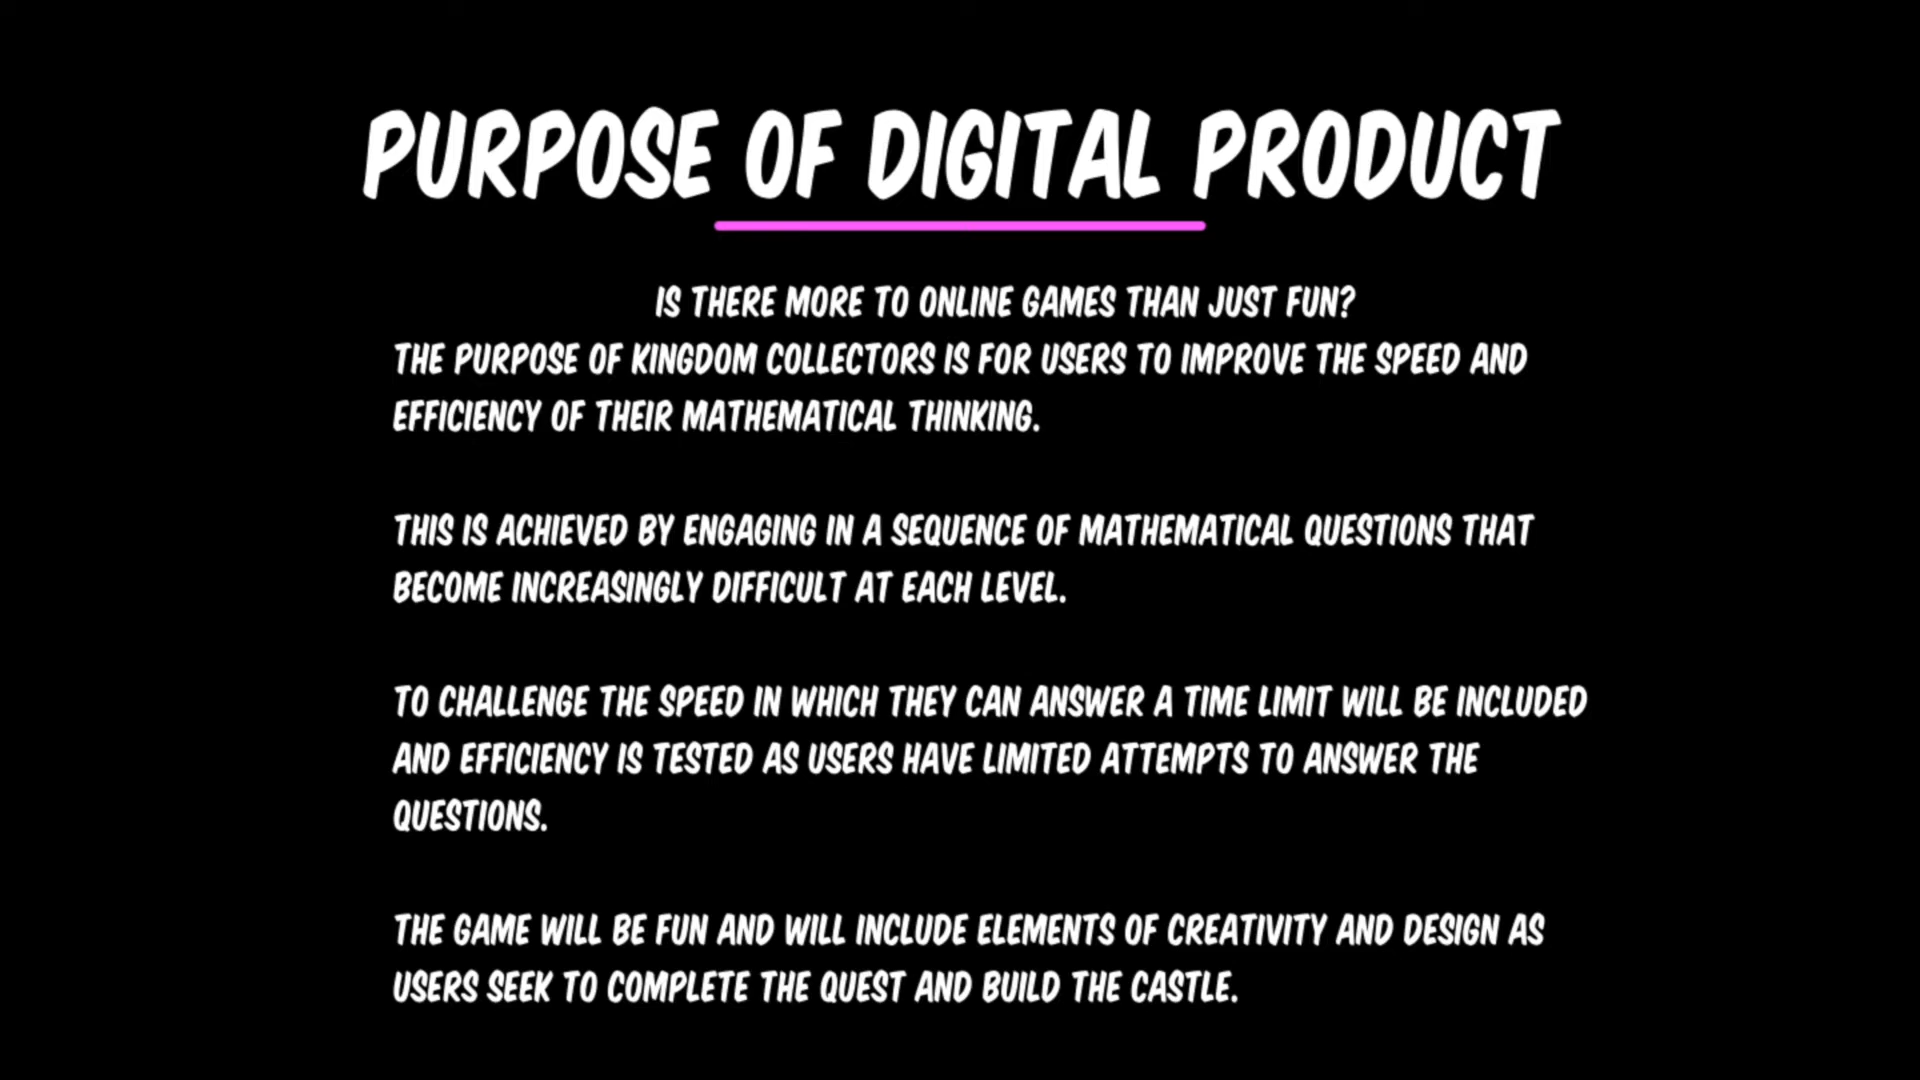 PURPOSE OF DIGITAL PRODUCT
IS THERE MORE TO ONLINE GAMES THAN JUST FUN?
THE PURPOSE OF KINGDOM COLLECTORS IS FOR USERS TO IMPROVE THE SPEED AND
EFFICIENCY OF THEIR MATHEMATICAL THINKING.
THIS IS ACHIEVED BY ENGAGING IN A SEQUENCE OF MATHEMATICAL QUESTIONS THAT
BECOME INCREASINGLY DIFFICULT AT EACH LEVEL.
TO CHALLENGE THE SPEED IN WHICH THEY CAN ANSWER A TIME LIMIT WILL BE INCLUDED
AND EFFICIENCY IS TESTED AS USERS HAVE LIMITED ATTEMPTS TO ANSWER THE
QUESTIONS.
THE GAME WILL BE FUN AND WILL INCLUDE ELEMENTS OF CREATIVITY AND DESIGN AS
USERS SEEK TO COMPLETE THE QUEST AND BUILD THE CASTLE.